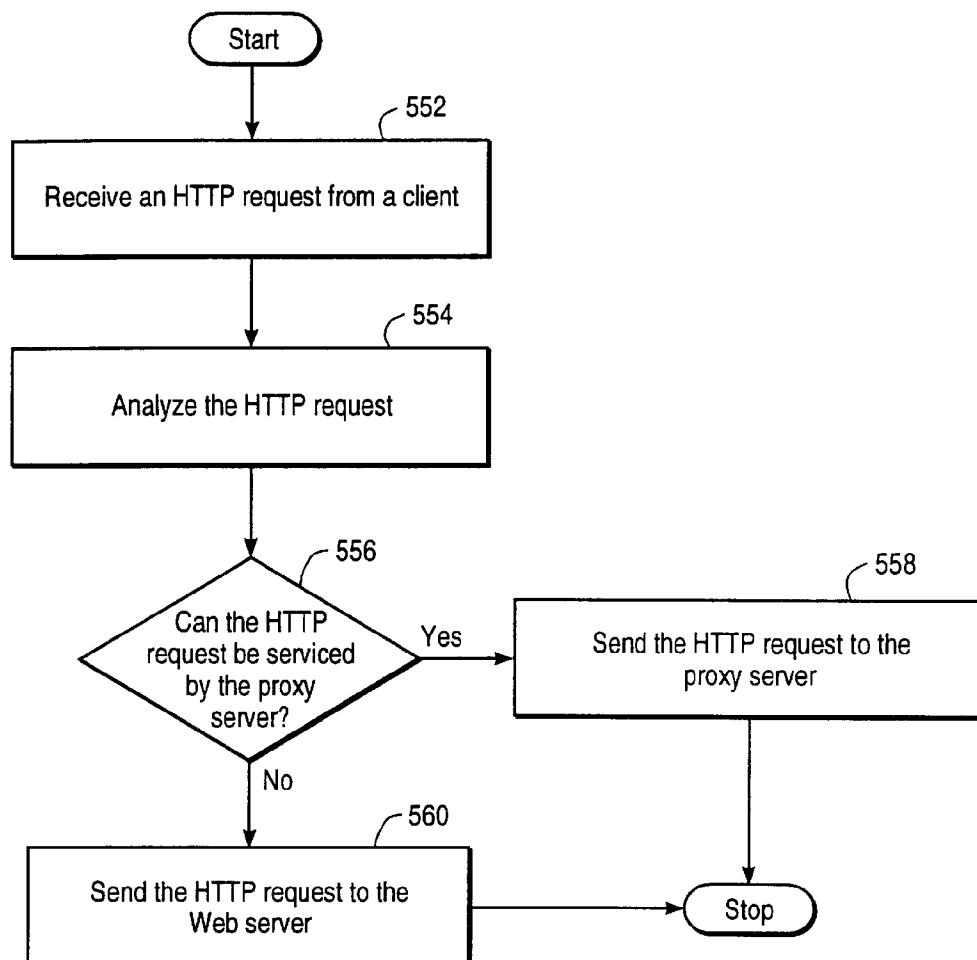 Start
552
Receive an HTTP request from a client
554
Analyze the HTTP request
556
Can the HTTP
request be serviced
by the proxy
server?
Yes
558
Send the HTTP request to the
proxy server
No
560
Send the HTTP request to the
Web server
Stop